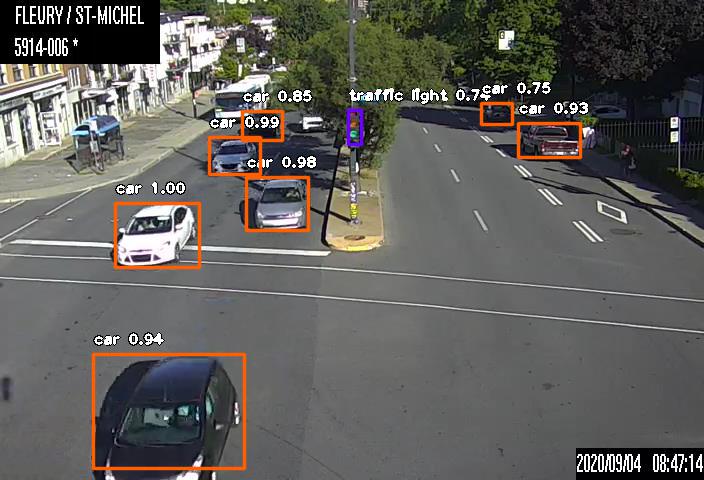 FLEURY / ST-MICHEL
5914-006 *
car 0.75
car 0.85
traffic light 0.74
car 0.93
car 0.99
car 0.98
car 1.00
car 0.94
2020/09/04 08:47:14